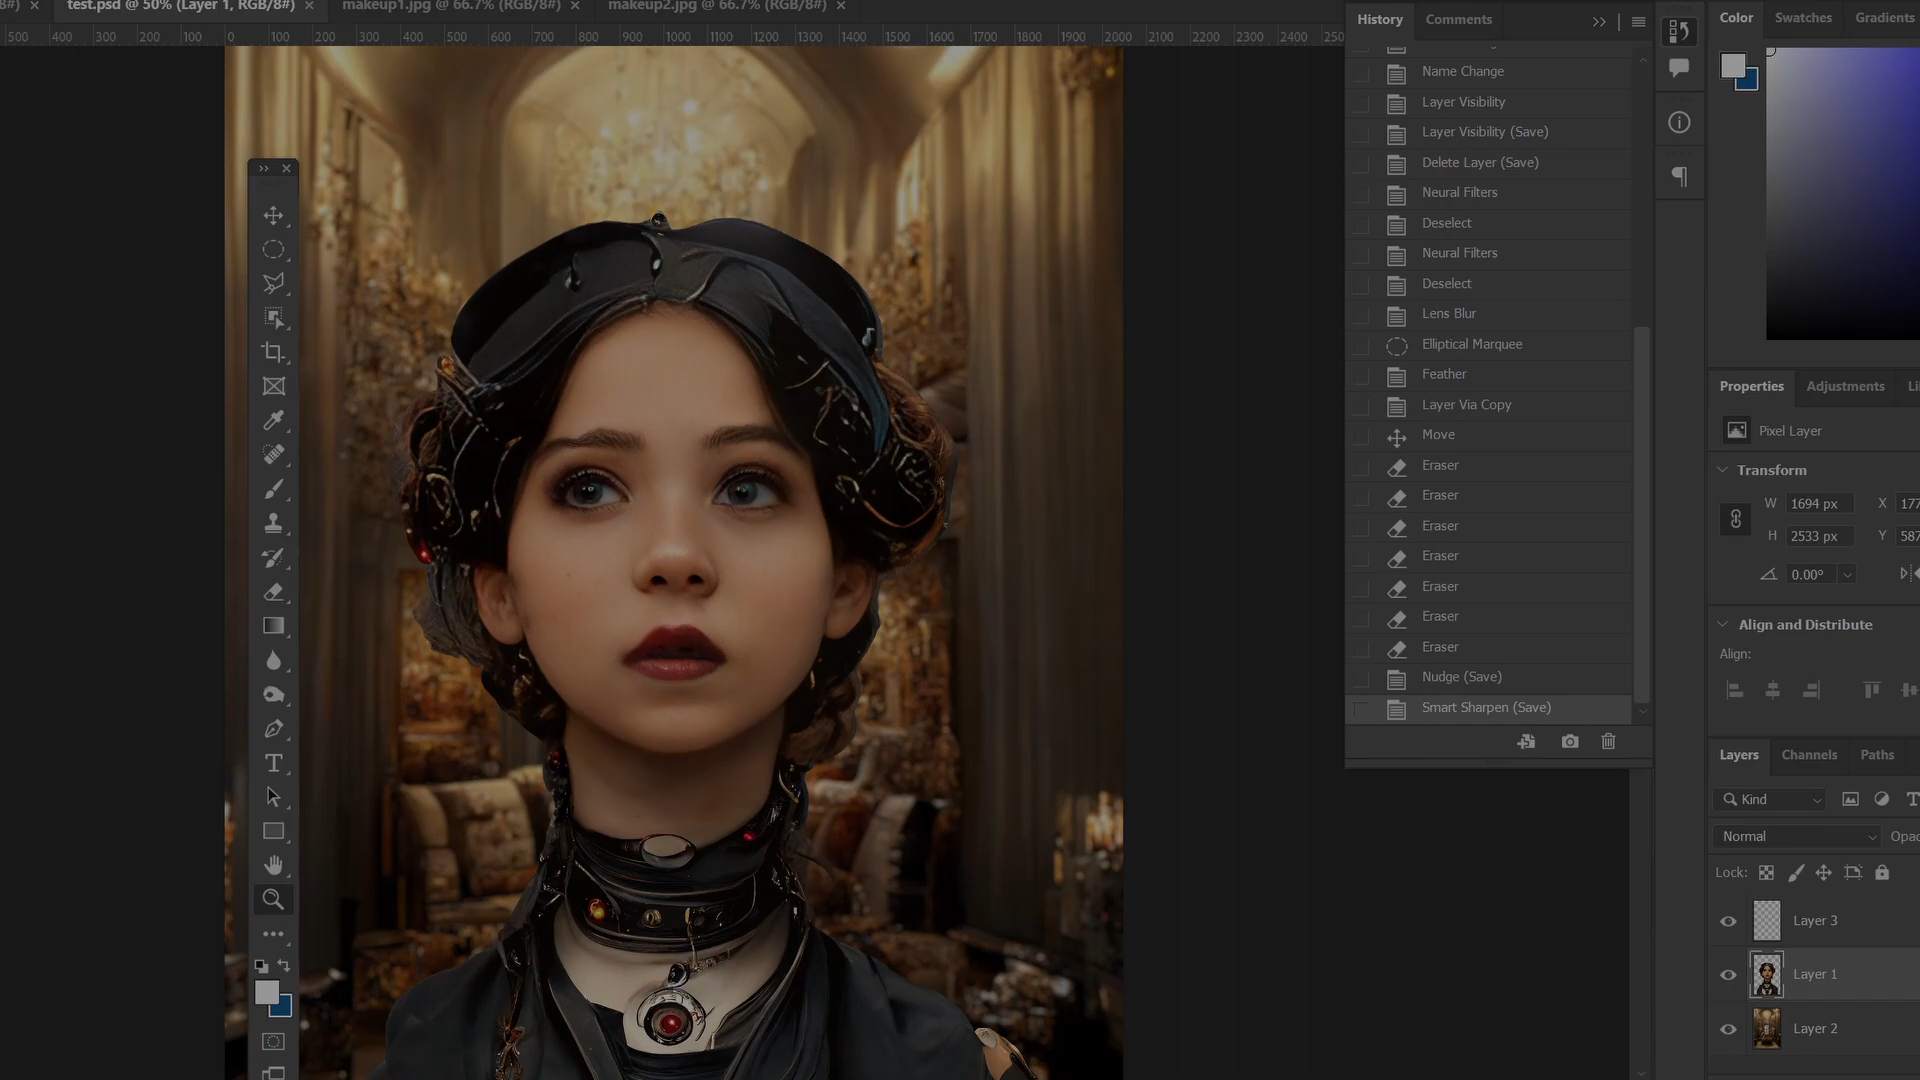 8#) × test.psd @ 50% (Layer 1, RGB/8#) × makeup1.jpg @ 66.7% (RGB/8#) × makeup2.jpg @ 66.7% (RGB/8#) ×
500 400 300 200 100 0 100 200 300 400 500 600 700 800 900 1000 1100 1200 1300 1400 1500 1600 1700 1800 1900 2000 2100 2200 2300 2400
History Comments
Name Change
Layer Visibility
Layer Visibility (Save)
Delete Layer (Save)
Neural Filters
Deselect
Neural Filters
Deselect
Lens Blur
Elliptical Marquee
Feather
Layer Via Copy
Move
Eraser
Eraser
Eraser
Eraser
Eraser
Eraser
Eraser
Nudge (Save)
Smart Sharpen (Save)
Color Swatches Gradients
Properties Adjustments Li
Pixel Layer
Transform
W 1694 px X 177
H 2533 px Y 587
0.00°
Align and Distribute
Align:
Layers Channels Paths
Kind
Normal Opac
Lock:
Layer 3
Layer 1
Layer 2